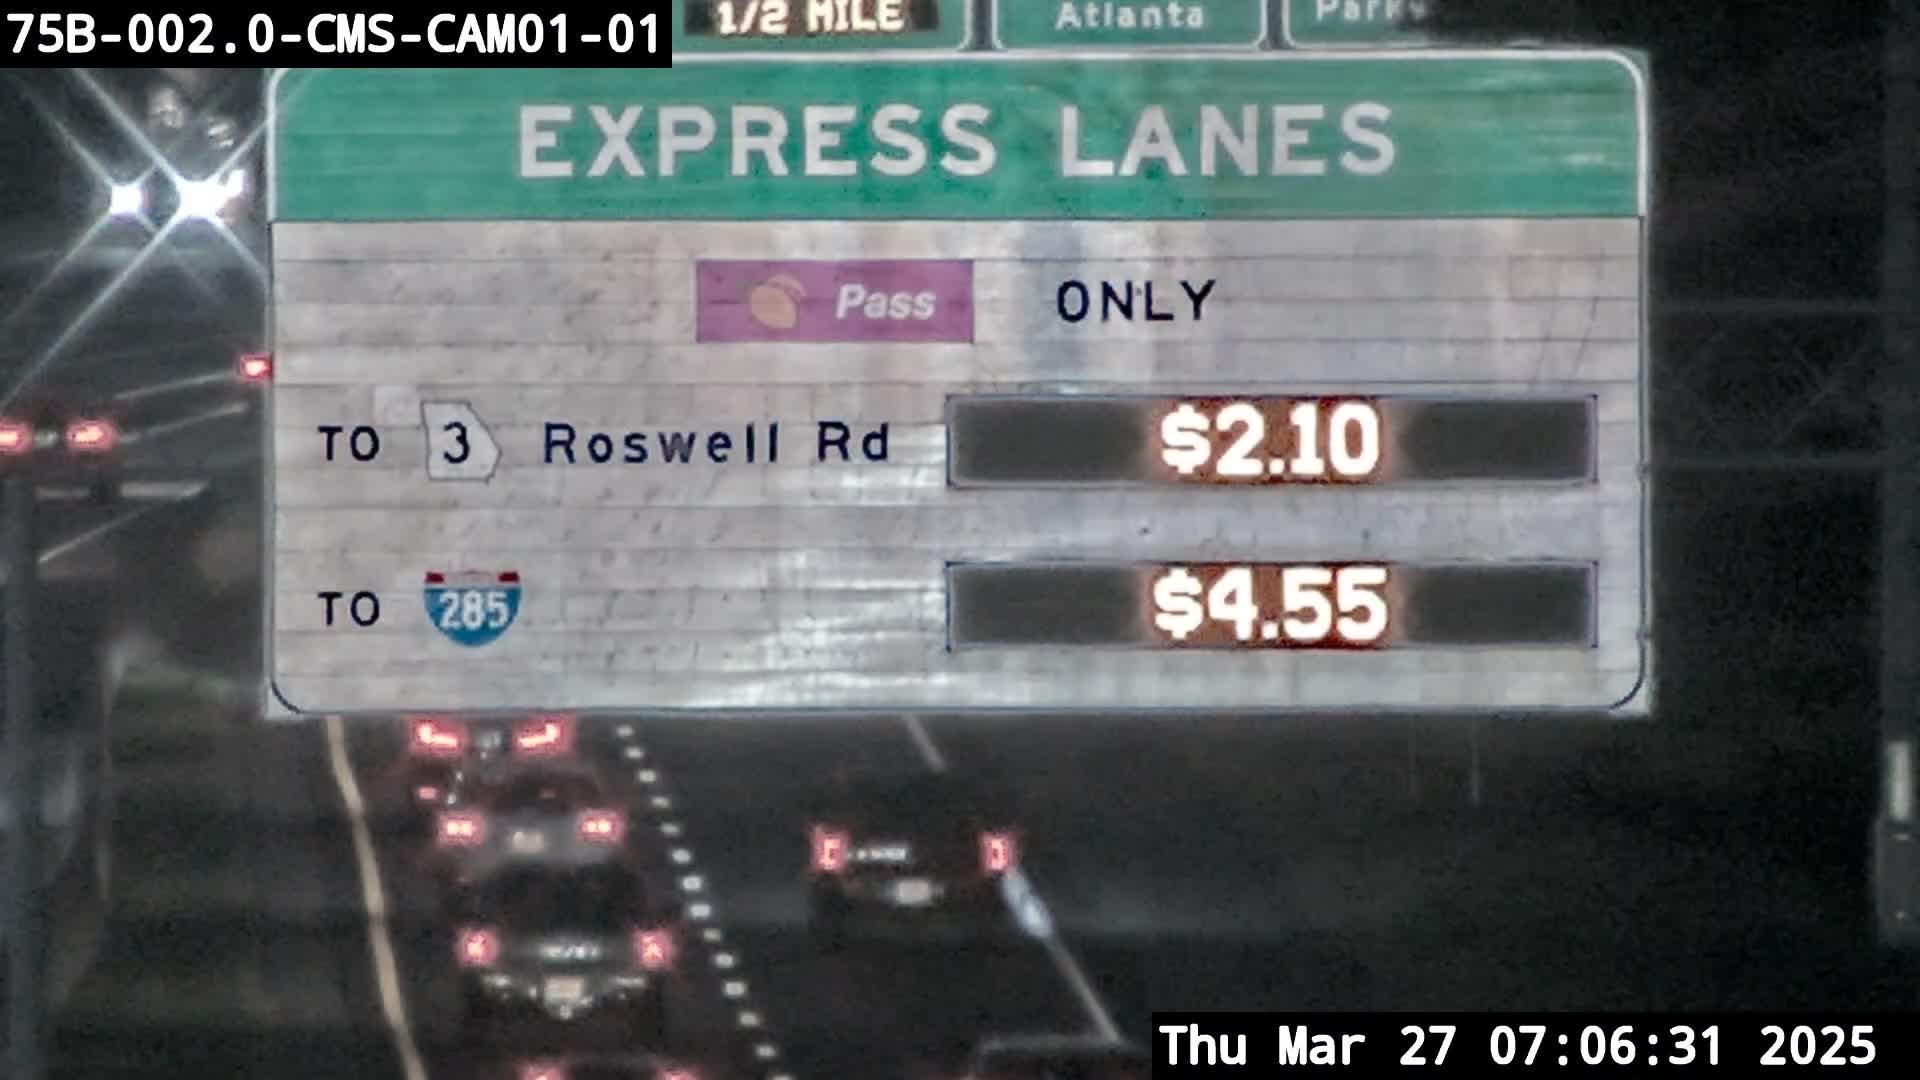 75B-002.0-CMS-CAM01-01
1/2 MILE
Atlanta
EXPRESS LANES
Pass ONLY
TO 3 Roswell Rd $2.10
TO 285 $4.55
Thu Mar 27 07:06:31 2025